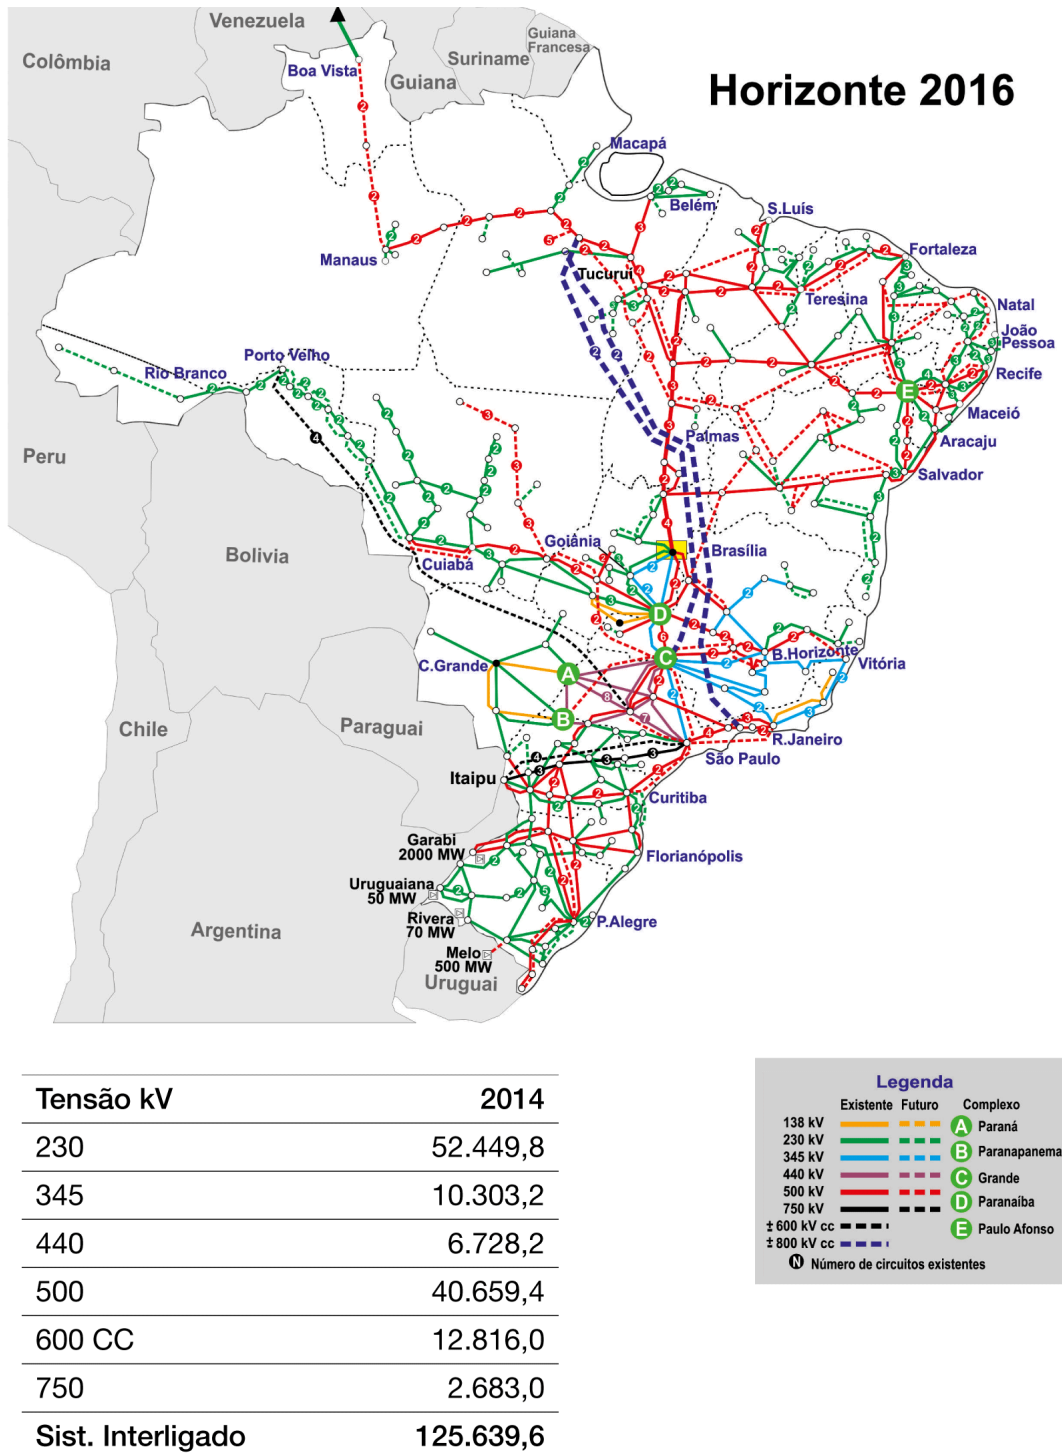 Venezuela
Guiana
Francesa
Colômbia
Suriname
Boa Vista
Guiana
Horizonte 2016
Macapá
Belém
S.Luís
Manaus
Fortaleza
Tucuruí
Teresina
Natal
João
Pessoa
Porto Velho
Rio Branco
Recife
Maceió
Peru
Palmas
Aracaju
Salvador
Goiânia
Brasília
Bolivia
Cuiabá
D
E
B.Horizonte
Vitória
C.Grande
A
C
B
Chile
Paraguai
R.Janeiro
São Paulo
Itaipu
Curitiba
Garabi
2000 MW
Florianópolis
Uruguaiana
50 MW
Rivera
70 MW
P.Alegre
Argentina
Melo
500 MW
Uruguai
Tensão kV 2014
230 52.449,8
345 10.303,2
440 6.728,2
500 40.659,4
600 CC 12.816,0
750 2.683,0
Sist. Interligado 125.639,6
Legenda
Existente Futuro Complexo
138 kV A Paraná
230 kV
345 kV B Paranapanema
440 kV C Grande
500 kV D Paranaíba
750 kV
±600 kV cc E Paulo Afonso
±800 kV cc
N Número de circuitos existentes